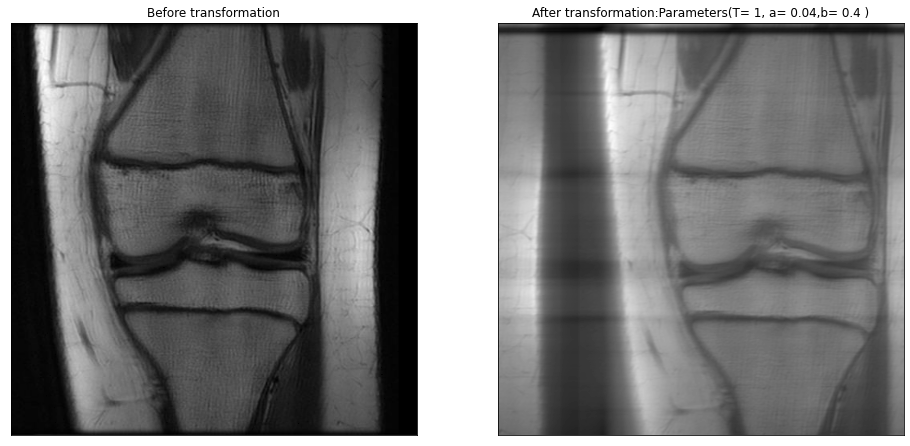 Before transformation
After transformation:Parameters(T= 1, a= 0.04,b= 0.4 )